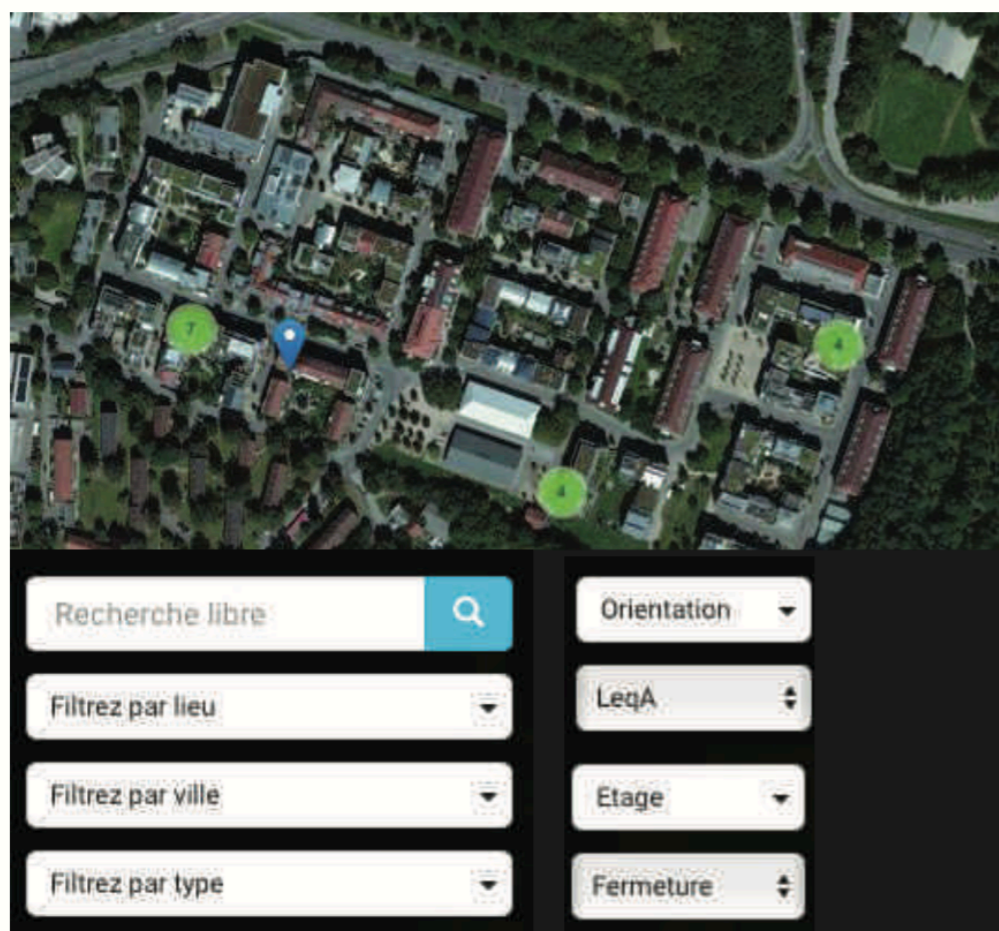 7
4
4
Recherche libre
Filtrez par lieu
Filtrez par ville
Filtrez par type
Orientation
LeqA
Etage
Fermeture